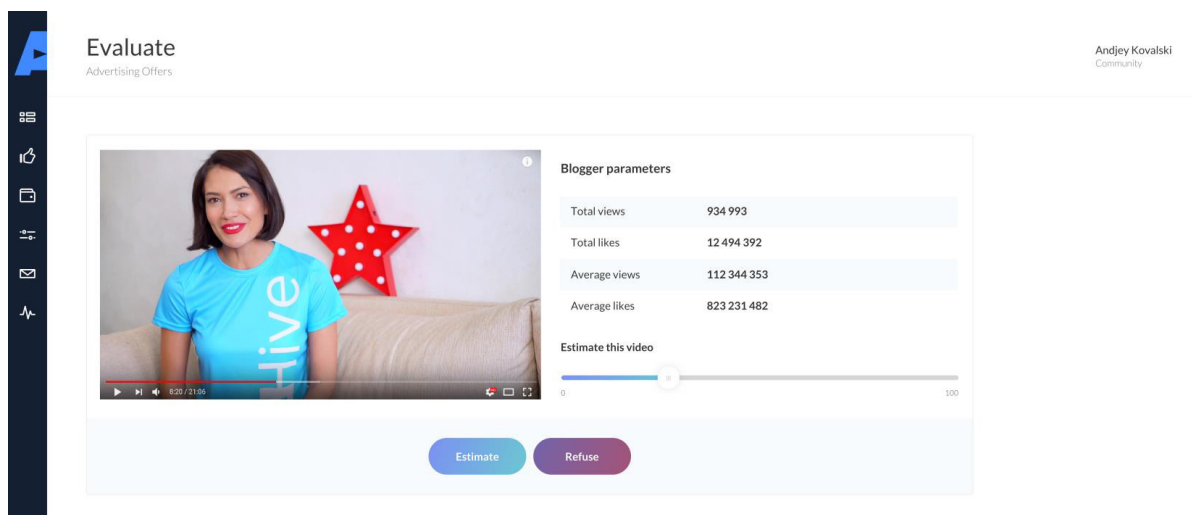 Evaluate
Advertising Offers
Andjey Kovalski
Community
Hive
8:20 / 21:06
Blogger parameters
Total views 934 993
Total likes 12 494 392
Average views 112 344 353
Average likes 823 231 482
Estimate this video
0 100
Estimate Refuse